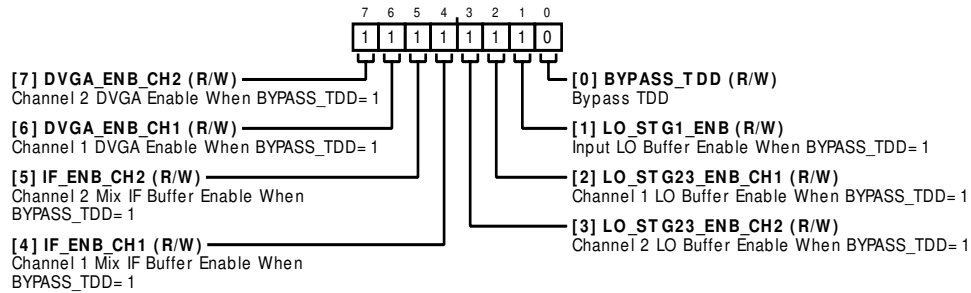 7 6 5 4 3 2 1 0
1 1 1 1 1 1 1 0
[7] DVGA_ENB_CH2 (R/W)
Channel 2 DVGA Enable When BYPASS_TDD= 1
[6] DVGA_ENB_CH1 (R/W)
Channel 1 DVGA Enable When BYPASS_TDD= 1
[5] IF_ENB_CH2 (R/W)
Channel 2 Mix IF Buffer Enable When
BYPASS_TDD= 1
[4] IF_ENB_CH1 (R/W)
Channel 1 Mix IF Buffer Enable When
BYPASS_TDD= 1
[0] BYPASS_TDD (R/W)
Bypass TDD
[1] LO_STG1_ENB (R/W)
Input LO Buffer Enable When BYPASS_TDD= 1
[2] LO_STG23_ENB_CH1 (R/W)
Channel 1 LO Buffer Enable When BYPASS_TDD= 1
[3] LO_STG23_ENB_CH2 (R/W)
Channel 2 LO Buffer Enable When BYPASS_TDD= 1